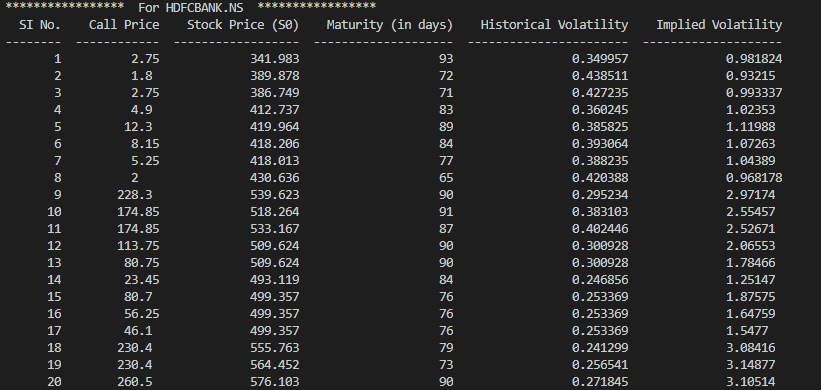 ***************** For HDFCBANK.NS *****************
SI No. Call Price Stock Price (S0) Maturity (in days) Historical Volatility Implied Volatility
-------- ------------ ------------------ -------------------- ----------------------- --------------------
1 2.75 341.983 93 0.349957 0.981824
2 1.8 389.878 72 0.438511 0.93215
3 2.75 386.749 71 0.427235 0.993337
4 4.9 412.737 83 0.360245 1.02353
5 12.3 419.964 89 0.385825 1.11988
6 8.15 418.206 84 0.393064 1.07263
7 5.25 418.013 77 0.388235 1.04389
8 2 430.636 65 0.420388 0.968178
9 228.3 539.623 90 0.295234 2.97174
10 174.85 518.264 91 0.383103 2.55457
11 174.85 533.167 87 0.402446 2.52671
12 113.75 509.624 90 0.300928 2.06553
13 80.75 509.624 90 0.300928 1.78466
14 23.45 493.119 84 0.246856 1.25147
15 80.7 499.357 76 0.253369 1.87575
16 56.25 499.357 76 0.253369 1.64759
17 46.1 499.357 76 0.253369 1.5477
18 230.4 555.763 79 0.241299 3.08416
19 230.4 564.452 73 0.256541 3.14877
20 260.5 576.103 90 0.271845 3.10514